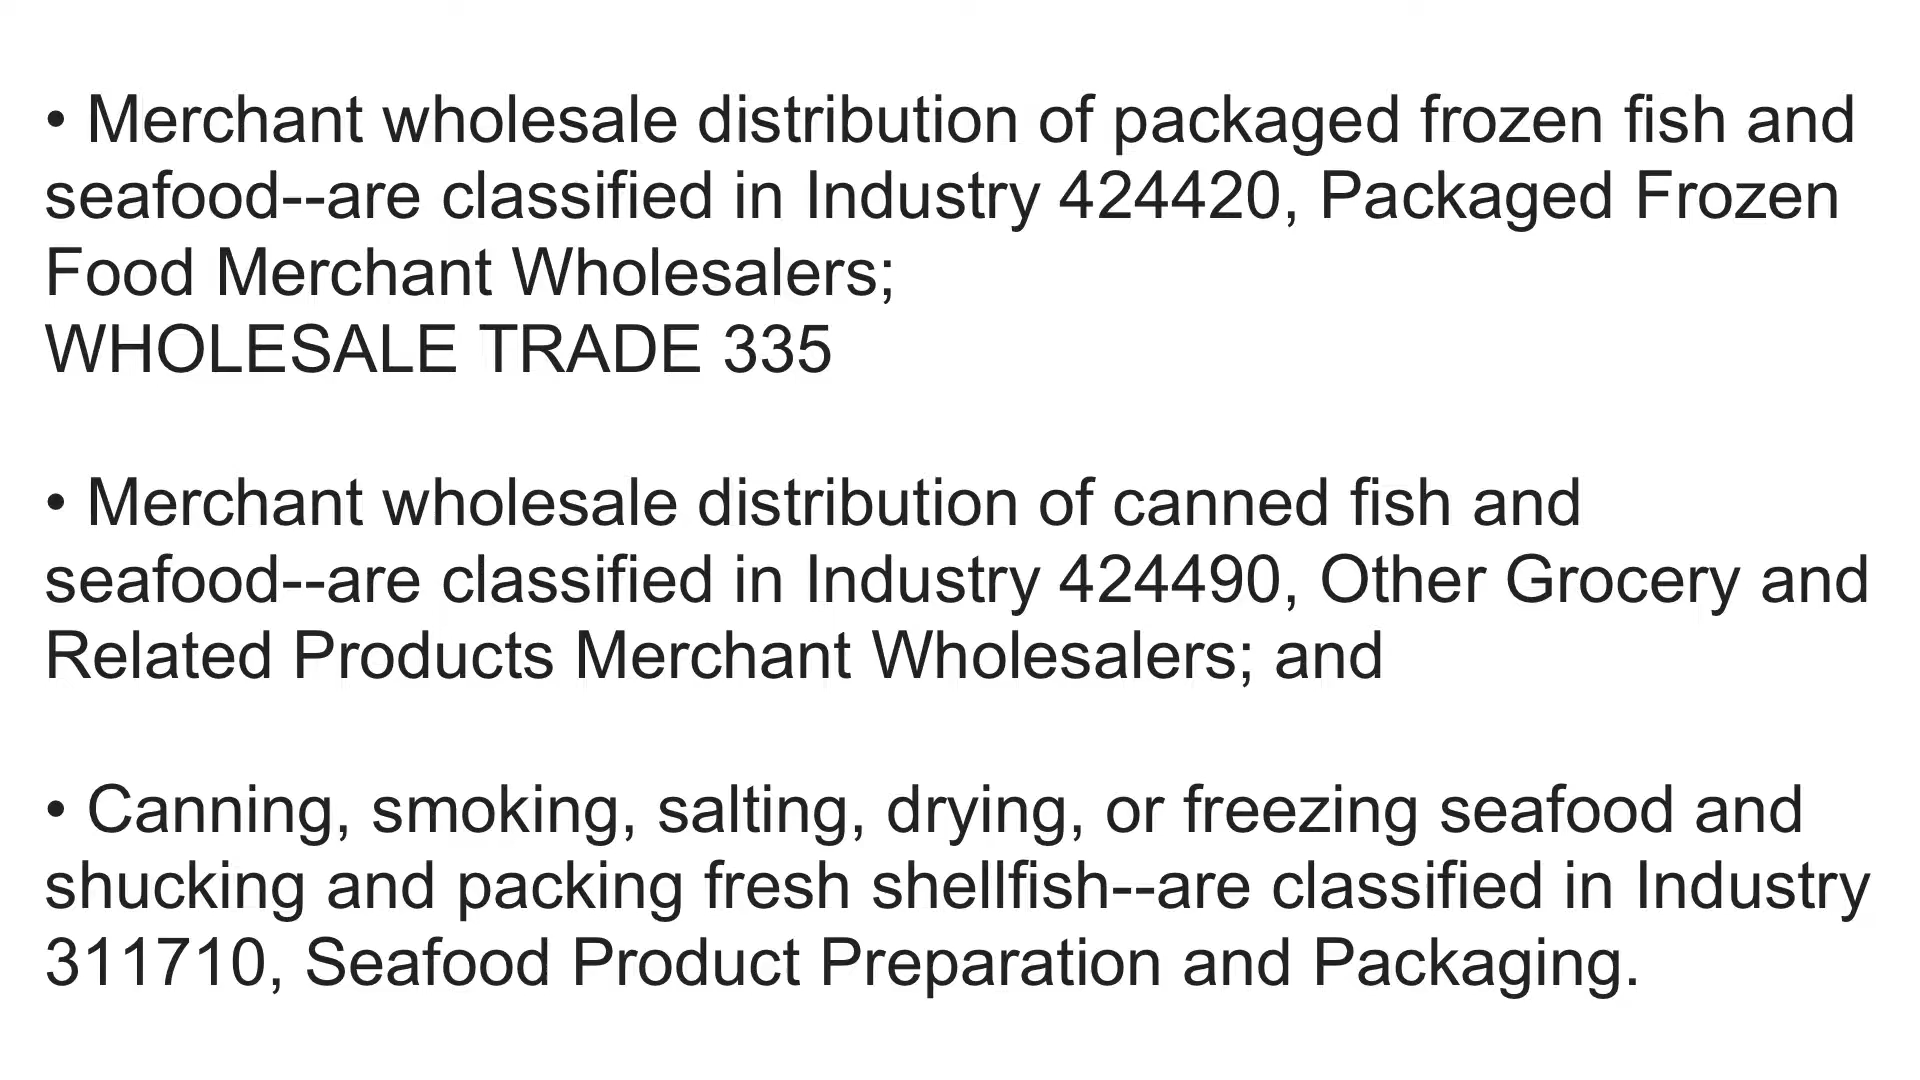 • Merchant wholesale distribution of packaged frozen fish and
seafood--are classified in Industry 424420, Packaged Frozen
Food Merchant Wholesalers;
WHOLESALE TRADE 335
• Merchant wholesale distribution of canned fish and
seafood--are classified in Industry 424490, Other Grocery and
Related Products Merchant Wholesalers; and
• Canning, smoking, salting, drying, or freezing seafood and
shucking and packing fresh shellfish--are classified in Industry
311710, Seafood Product Preparation and Packaging.